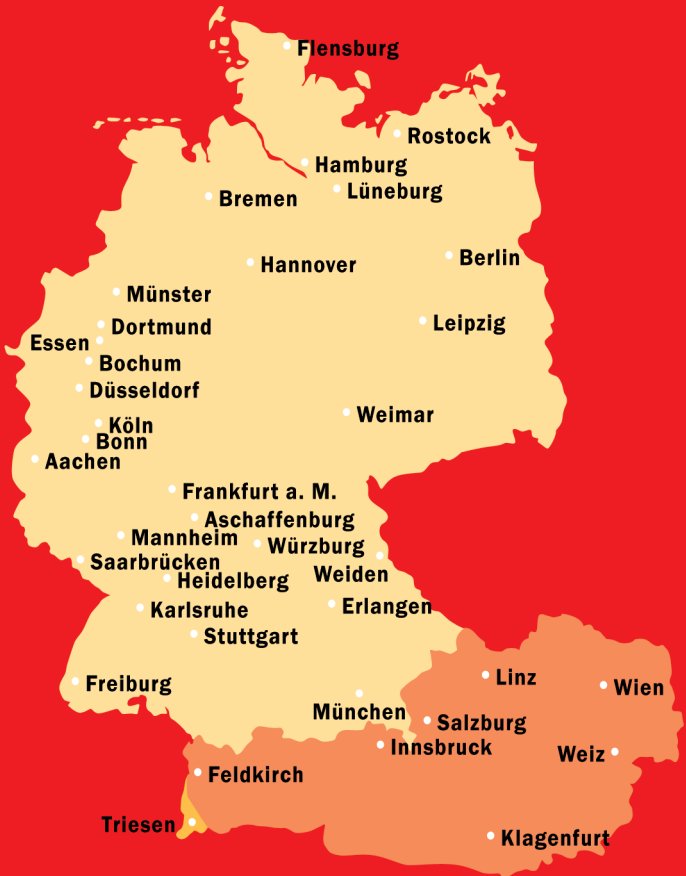 Flensburg
Rostock
Hamburg
Lüneburg
Bremen
Berlin
Hannover
Münster
Leipzig
Dortmund
Essen
Bochum
Düsseldorf
Weimar
Köln
Bonn
Aachen
Frankfurt a. M.
Aschaffenburg
Mannheim
Würzburg
Saarbrücken
Weiden
Heidelberg
Erlangen
Karlsruhe
Stuttgart
Linz
Freiburg
Wien
München
Salzburg
Innsbruck
Weiz
Feldkirch
Triesen
Klagenfurt